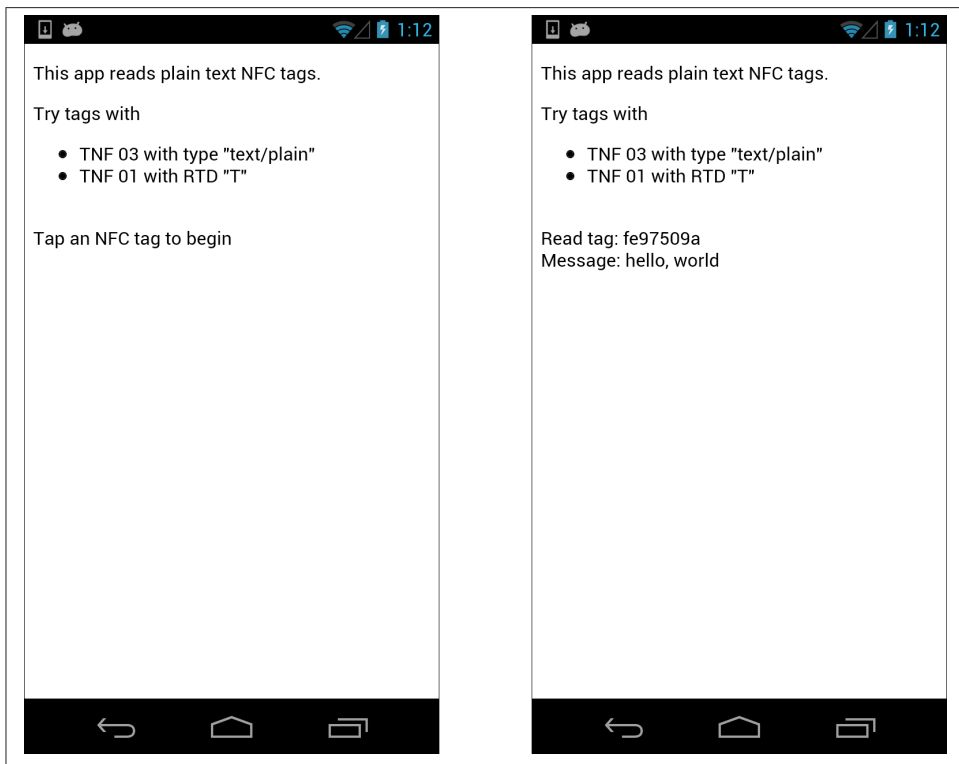 1:12
This app reads plain text NFC tags.
Try tags with
TNF 03 with type "text/plain"
TNF 01 with RTD "T"
Tap an NFC tag to begin
1:12
This app reads plain text NFC tags.
Try tags with
TNF 03 with type "text/plain"
TNF 01 with RTD "T"
Read tag: fe97509a
Message: hello, world